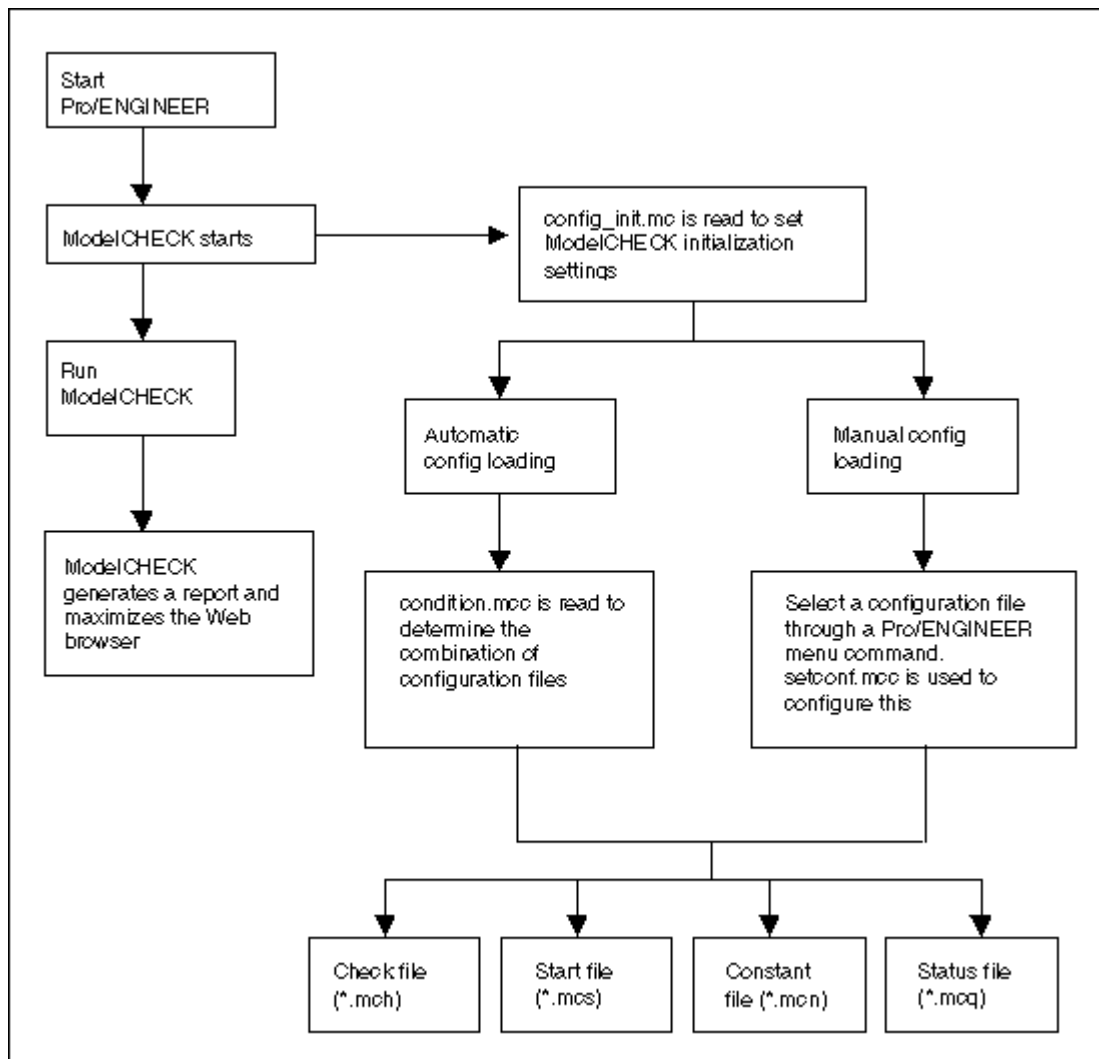 Start
Pro/ENGINEER
ModelCHECK starts
config_init.mc is read to set
ModelCHECK initialization
settings
Run
ModelCHECK
Automatic
config loading
Manual config
loading
ModelCHECK
generates a report and
maximizes the Web
browser
condition.mcc is read to
determine the
combination of
configuration files
Select a configuration file
through a Pro/ENGINEER
menu command.
setconf.mcc is used to
configure this
Check file
(*.mch)
Start file
(*.mcs)
Constant
file (*.mcn)
Status file
(*.mcq)